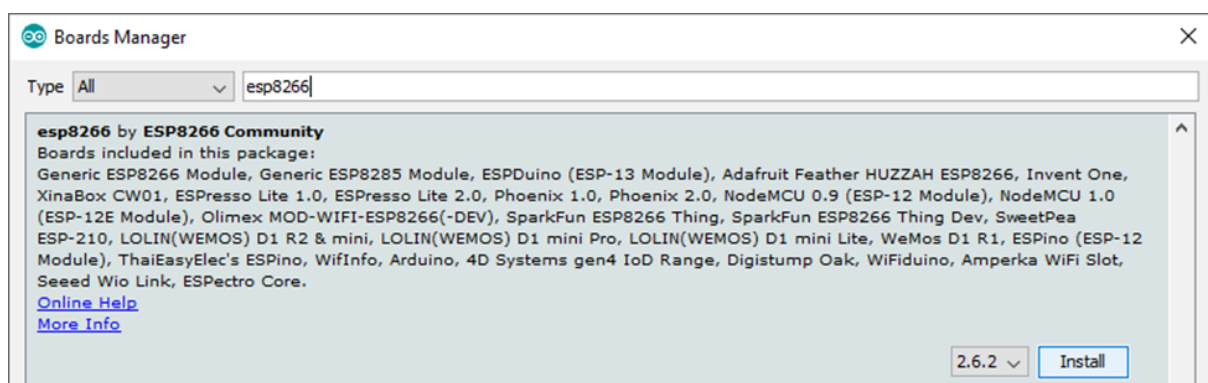 Boards Manager
Type All esp8266
esp8266 by ESP8266 Community
Boards included in this package:
Generic ESP8266 Module, Generic ESP8285 Module, ESPDuino (ESP-13 Module), Adafruit Feather HUZZAH ESP8266, Invent One,
XinaBox CW01, ESPresso Lite 1.0, ESPresso Lite 2.0, Phoenix 1.0, Phoenix 2.0, NodeMCU 0.9 (ESP-12 Module), NodeMCU 1.0
(ESP-12E Module), Olimex MOD-WIFI-ESP8266(-DEV), SparkFun ESP8266 Thing, SparkFun ESP8266 Thing Dev, SweetPea
ESP-210, LOLIN(WEMOS) D1 R2 & mini, LOLIN(WEMOS) D1 mini Pro, LOLIN(WEMOS) D1 mini Lite, WeMos D1 R1, ESPino (ESP-12
Module), ThaiEasyElec's ESPino, WifInfo, Arduino, 4D Systems gen4 IoD Range, Digistump Oak, WiFiduino, Amperka WiFi Slot,
Seeed Wio Link, ESPectro Core.
Online Help
More Info
2.6.2 Install